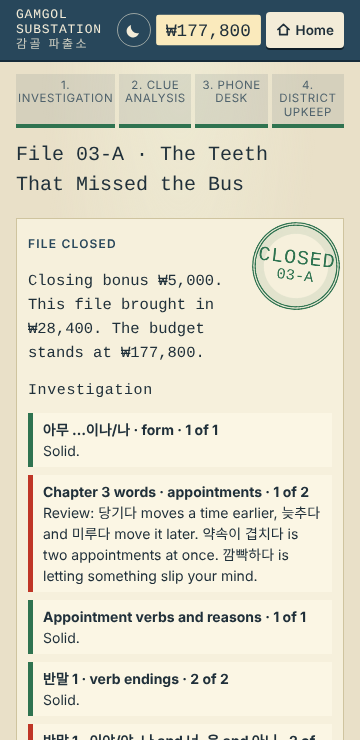 GAMGOL
SUBSTATION
감골 파출소
₩177,800
Home
1.
INVESTIGATION
2. CLUE
ANALYSIS
3. PHONE
DESK
4.
DISTRICT
UPKEEP
File 03-A · The Teeth
That Missed the Bus
FILE CLOSED
CLOSED
03-A
Closing bonus ₩5,000.
This file brought in
₩28,400. The budget
stands at ₩177,800.
Investigation
아무 …이나/나 · form · 1 of 1
Solid.
Chapter 3 words · appointments · 1 of 2
Review: 당기다 moves a time earlier, 늦추다
and 미루다 move it later. 약속이 겹치다 is
two appointments at once. 깜빡하다 is
letting something slip your mind.
Appointment verbs and reasons · 1 of 1
Solid.
반말 1 · verb endings · 2 of 2
Solid.